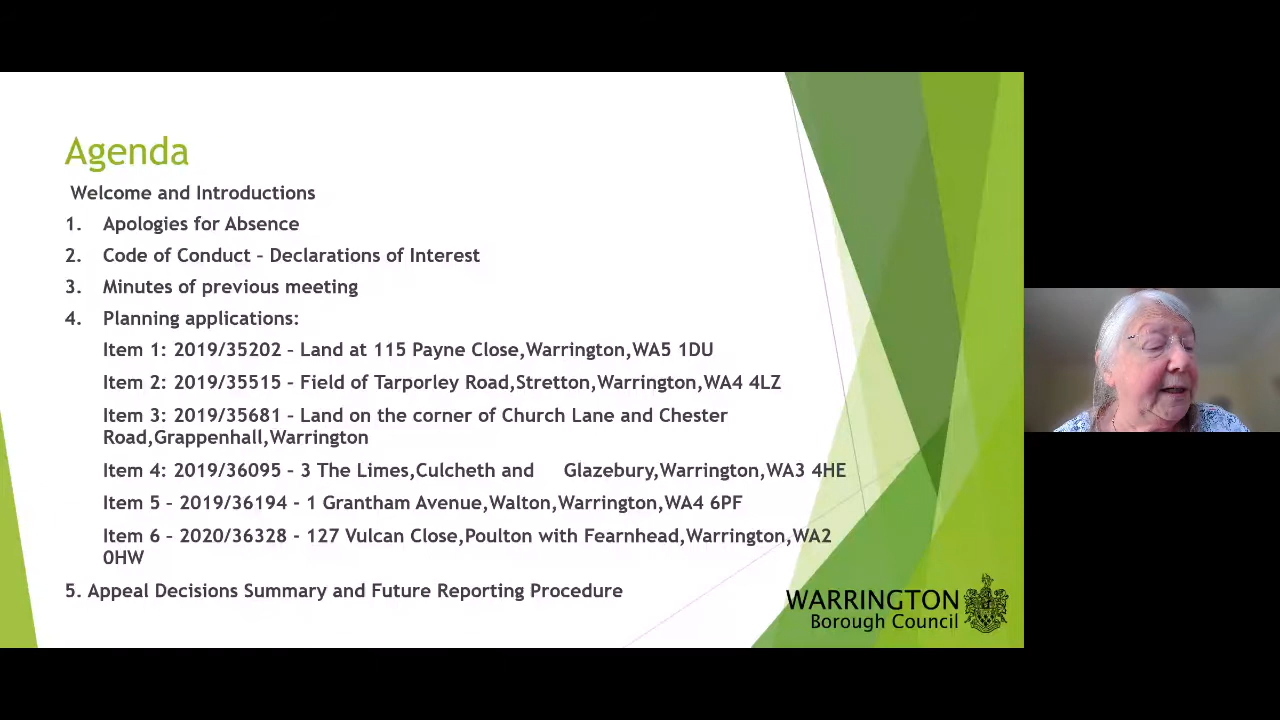 Agenda
Welcome and Introductions
1. Apologies for Absence
2. Code of Conduct – Declarations of Interest
3. Minutes of previous meeting
4. Planning applications:
Item 1: 2019/35202 – Land at 115 Payne Close,Warrington,WA5 1DU
Item 2: 2019/35515 – Field of Tarporley Road,Stretton,Warrington,WA4 4LZ
Item 3: 2019/35681 – Land on the corner of Church Lane and Chester
Road,Grappenhall,Warrington
Item 4: 2019/36095 – 3 The Limes,Culcheth and Glazebury,Warrington,WA3 4HE
Item 5 – 2019/36194 - 1 Grantham Avenue,Walton,Warrington,WA4 6PF
Item 6 – 2020/36328 - 127 Vulcan Close,Poulton with Fearnhead,Warrington,WA2
0HW
5. Appeal Decisions Summary and Future Reporting Procedure
WARRINGTON
Borough Council